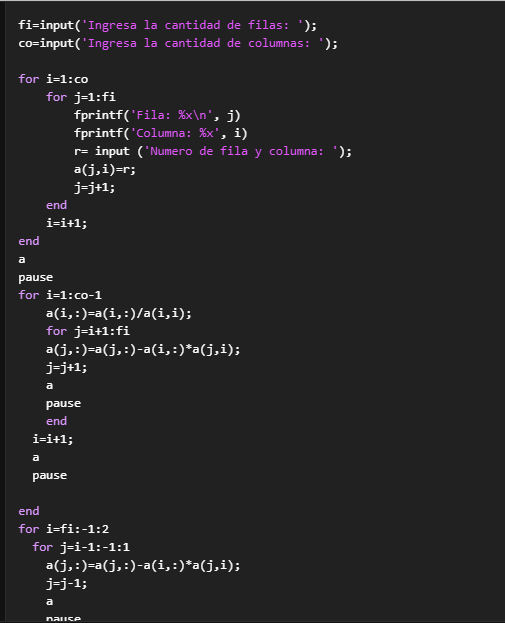 fi=input('Ingresa la cantidad de filas: ');
co=input('Ingresa la cantidad de columnas: ');
for i=1:co
for j=1:fi
fprintf('Fila: %x\n', j)
fprintf('Columna: %x', i)
r= input ('Numero de fila y columna: ');
a(j,i)=r;
j=j+1;
end
i=i+1;
end
a
pause
for i=1:co-1
a(i,:)=a(i,:)/a(i,i);
for j=i+1:fi
a(j,:)=a(j,:)-a(i,:)*a(j,i);
j=j+1;
a
pause
end
i=i+1;
a
pause
end
for i=fi:-1:2
for j=i-1:-1:1
a(j,:)=a(j,:)-a(i,:)*a(j,i);
j=j-1;
a
pause